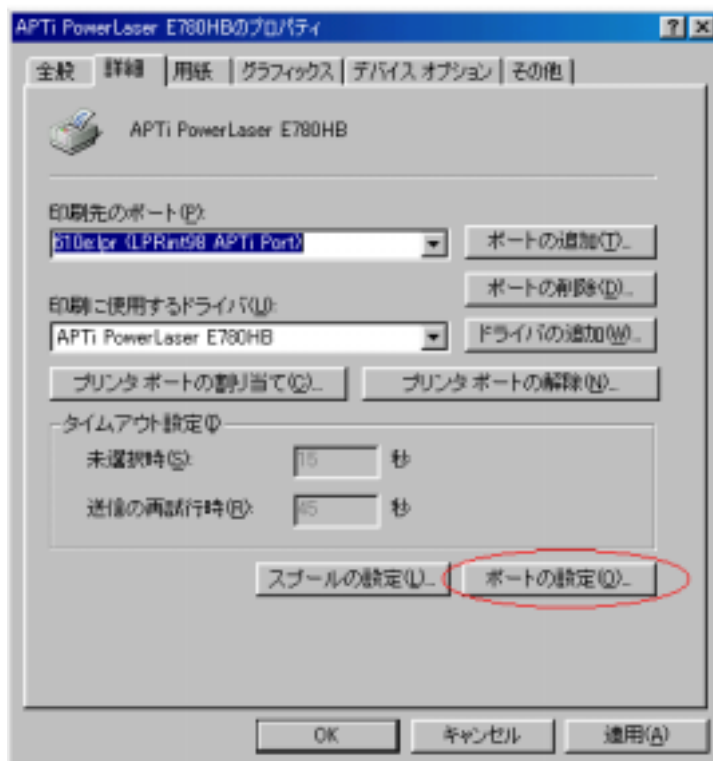 APTi PowerLaser E780HBのプロパティ
全般 詳細 用紙 グラフィックス デバイス オプション その他
APTi PowerLaser E780HB
印刷先のポート(P):
610e:lpr (LPRint98 APTi Port)
ポートの追加(T)...
ポートの削除(D)...
印刷に使用するドライバ(U):
APTi PowerLaser E780HB
ドライバの追加(W)...
プリンタ ポートの割り当て(C)... プリンタ ポートの解除(N)...
タイムアウト設定(I)
未選択時(S): 15 秒
送信の再試行時(R): 45 秒
スプールの設定(L)... ポートの設定(O)...
OK キャンセル 適用(A)